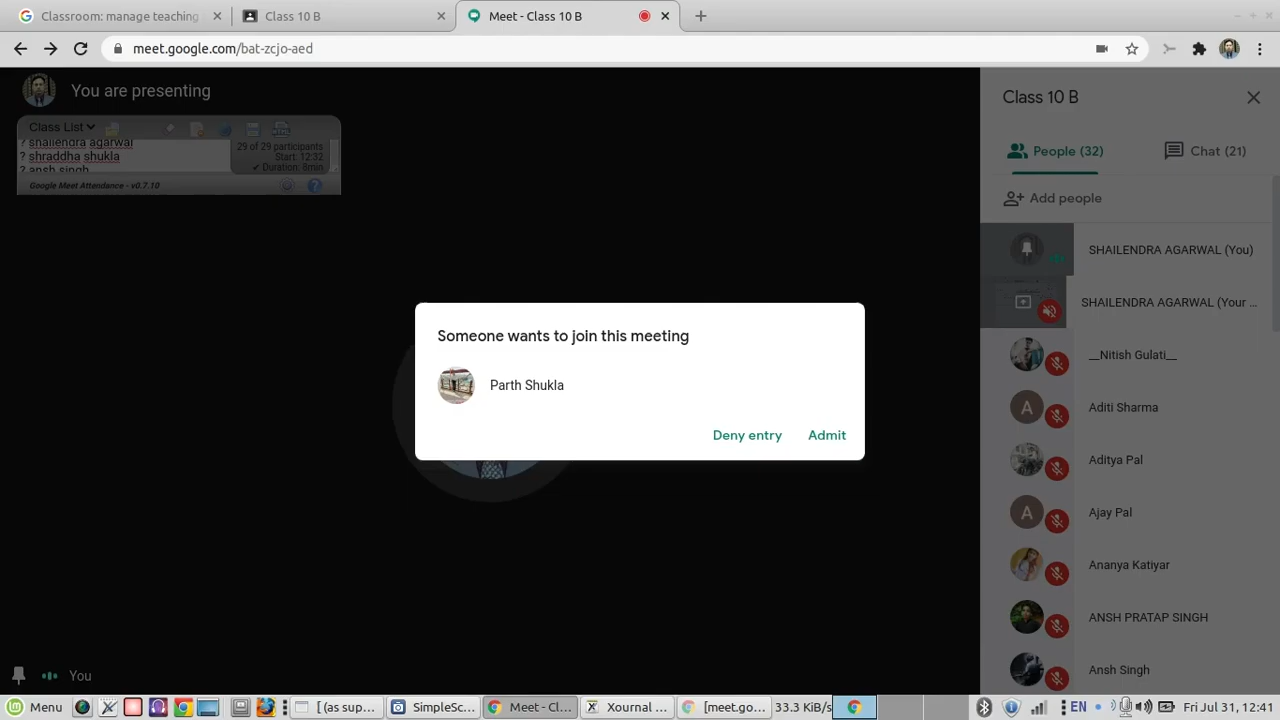 Classroom: manage teaching
Class 10 B
Meet - Class 10 B
meet.google.com/bat-zcjo-aed
You are presenting
Class List
? shailendra agarwal
? shraddha shukla
? ansh singh
29 of 29 participants
Start: 12:32
✔ Duration: 8min
Google Meet Attendance - v0.7.10
Class 10 B
People (32)
Chat (21)
Add people
SHAILENDRA AGARWAL (You)
SHAILENDRA AGARWAL (Your ...
__Nitish Gulati__
A
Aditi Sharma
Aditya Pal
A
Ajay Pal
Ananya Katiyar
ANSH PRATAP SINGH
Ansh Singh
Someone wants to join this meeting
Parth Shukla
Deny entry
Admit
You
Menu
[ (as sup...
SimpleSc...
Meet - Cl...
Xournal ...
[meet.go...
33.3 KiB/s
EN
Fri Jul 31, 12:41